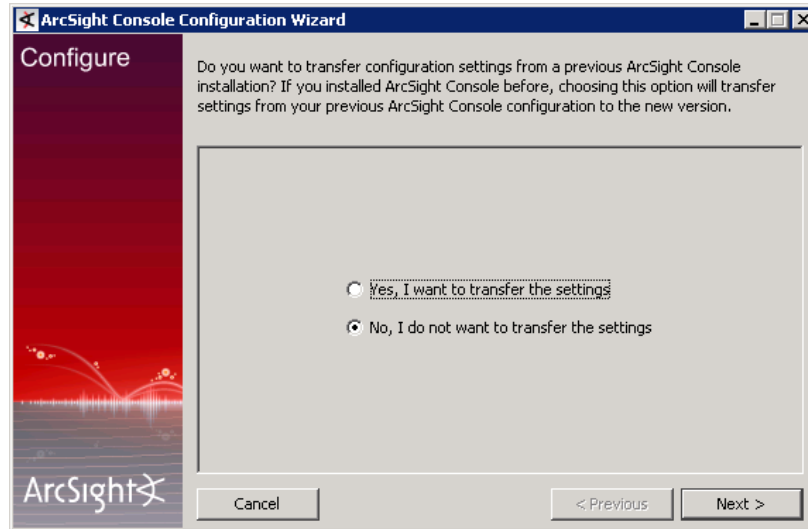 ArcSight Console Configuration Wizard
Configure
Do you want to transfer configuration settings from a previous ArcSight Console
installation? If you installed ArcSight Console before, choosing this option will transfer
settings from your previous ArcSight Console configuration to the new version.
Yes, I want to transfer the settings
No, I do not want to transfer the settings
ArcSight
Cancel
< Previous
Next >